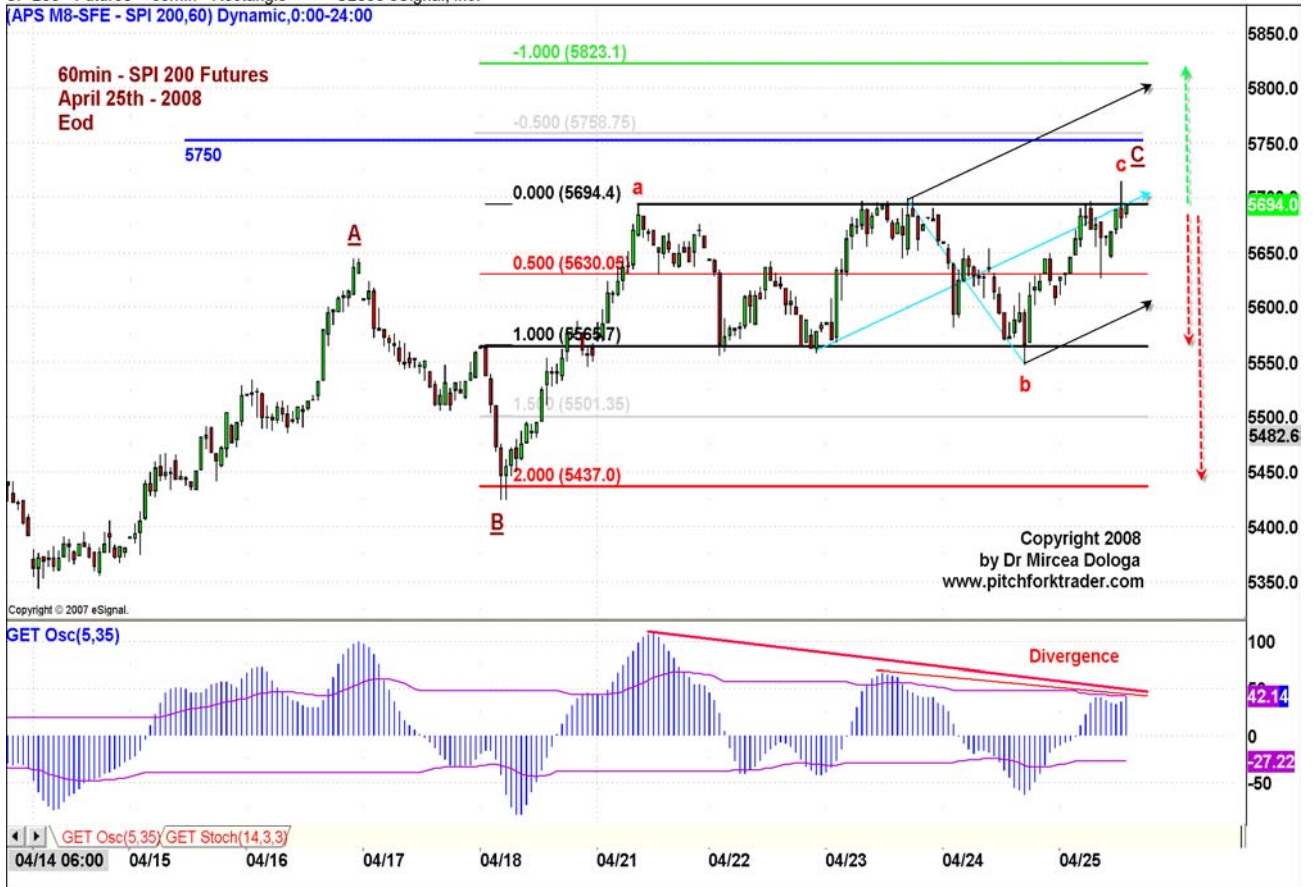 (APS M8-SFE - SPI 200,60) Dynamic,0:00-24:00
60min - SPI 200 Futures
April 25th - 2008
Eod
-1.000 (5823.1)
-0.500 (5758.75)
5750
0.000 (5694.4)
0.500 (5630.05)
1.000 (5565.7)
1.500 (5501.35)
2.000 (5437.0)
A
B
a
b
c
C
5850.0
5800.0
5750.0
5694.0
5650.0
5600.0
5550.0
5500.0
5482.6
5450.0
5400.0
5350.0
Copyright 2008
by Dr Mircea Dologa
www.pitchforktrader.com
Copyright © 2007 eSignal.
GET Osc(5,35)
Divergence
100
42.14
0
-27.22
-50
GET Osc(5,35) GET Stoch(14,3,3)
04/14 06:00 04/15 04/16 04/17 04/18 04/21 04/22 04/23 04/24 04/25